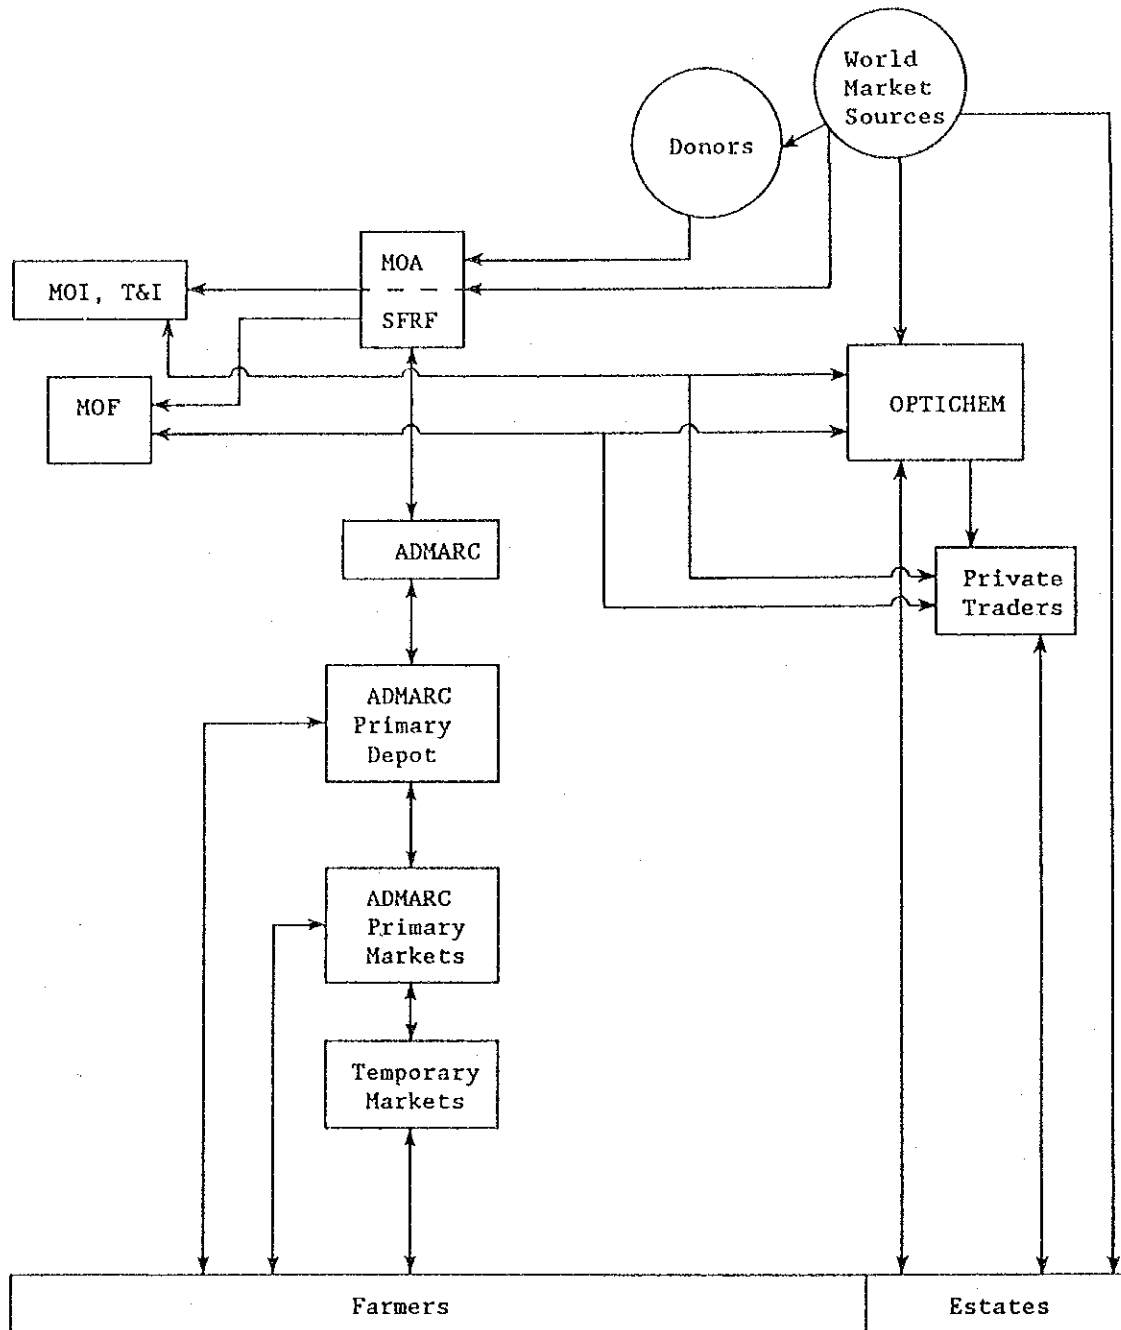 World
Market
Sources
Donors
MOA
SFRF
MOI, T&I
MOF
OPTICHEM
ADMARC
Private
Traders
ADMARC
Primary
Depot
ADMARC
Primary
Markets
Temporary
Markets
Farmers
Estates